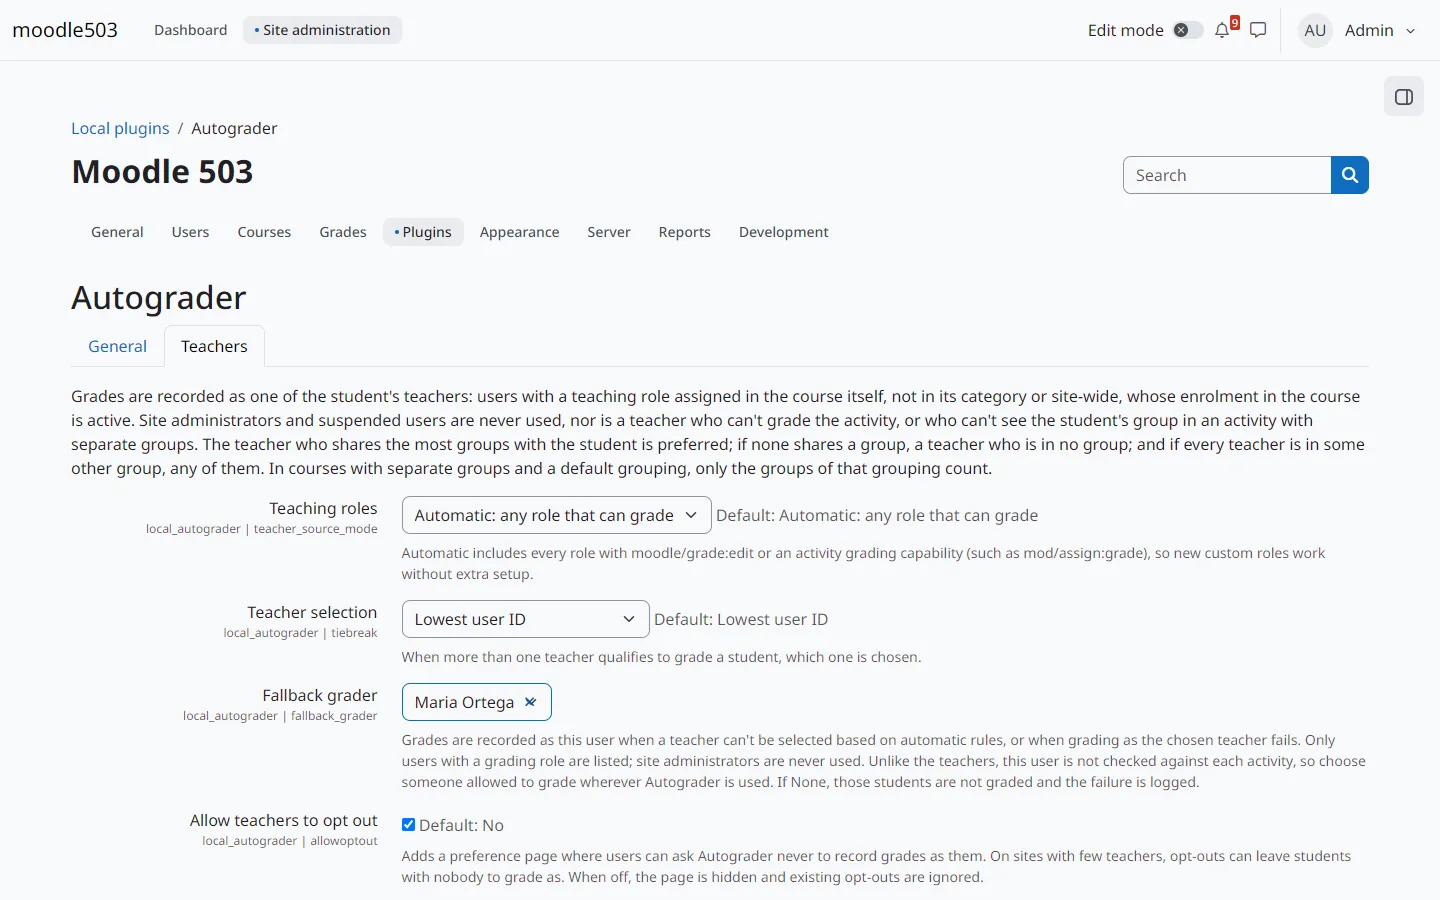 moodle503
Dashboard
Site administration
Edit mode
9
AU
Admin
Local plugins / Autograder
Moodle 503
Search
General
Users
Courses
Grades
Plugins
Appearance
Server
Reports
Development
Autograder
General
Teachers
Grades are recorded as one of the student's teachers: users with a teaching role assigned in the course itself, not in its category or site-wide, whose enrolment in the course
is active. Site administrators and suspended users are never used, nor is a teacher who can't grade the activity, or who can't see the student's group in an activity with
separate groups. The teacher who shares the most groups with the student is preferred; if none shares a group, a teacher who is in no group; and if every teacher is in some
other group, any of them. In courses with separate groups and a default grouping, only the groups of that grouping count.
Teaching roles
local_autograder | teacher_source_mode
Automatic: any role that can grade
Default: Automatic: any role that can grade
Automatic includes every role with moodle/grade:edit or an activity grading capability (such as mod/assign:grade), so new custom roles work
without extra setup.
Teacher selection
local_autograder | tiebreak
Lowest user ID
Default: Lowest user ID
When more than one teacher qualifies to grade a student, which one is chosen.
Fallback grader
local_autograder | fallback_grader
Maria Ortega
Grades are recorded as this user when a teacher can't be selected based on automatic rules, or when grading as the chosen teacher fails. Only
users with a grading role are listed; site administrators are never used. Unlike the teachers, this user is not checked against each activity, so choose
someone allowed to grade wherever Autograder is used. If None, those students are not graded and the failure is logged.
Allow teachers to opt out
local_autograder | allowoptout
Default: No
Adds a preference page where users can ask Autograder never to record grades as them. On sites with few teachers, opt-outs can leave students
with nobody to grade as. When off, the page is hidden and existing opt-outs are ignored.